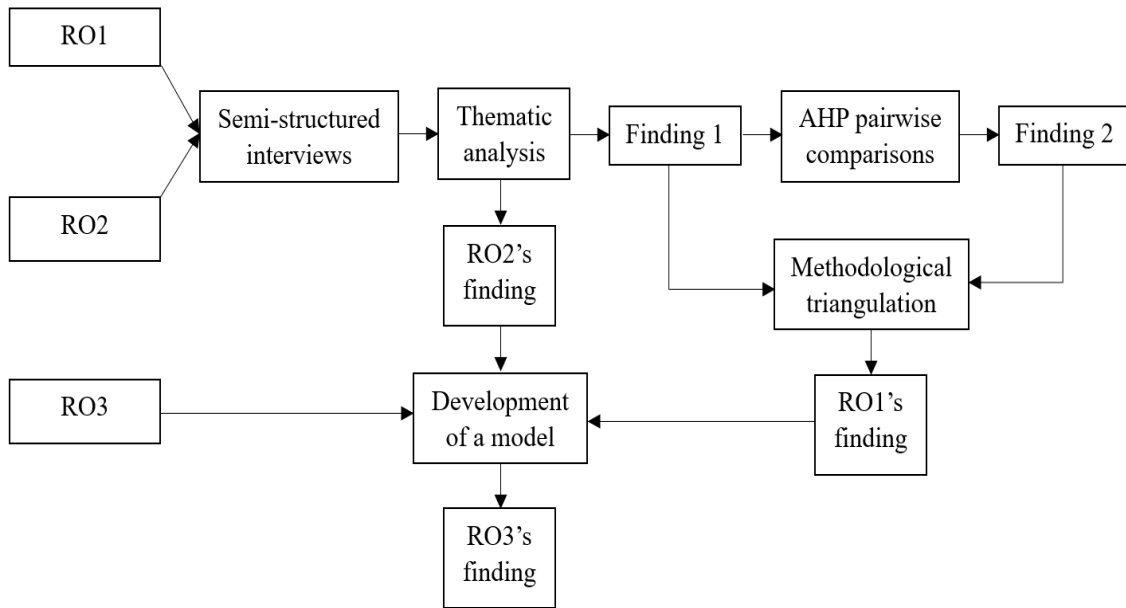 RO1
Semi-structured
interviews
Thematic
analysis
Finding 1
AHP pairwise
comparisons
Finding 2
RO2
RO2’s
finding
Methodological
triangulation
RO3
Development
of a model
RO1’s
finding
RO3’s
finding